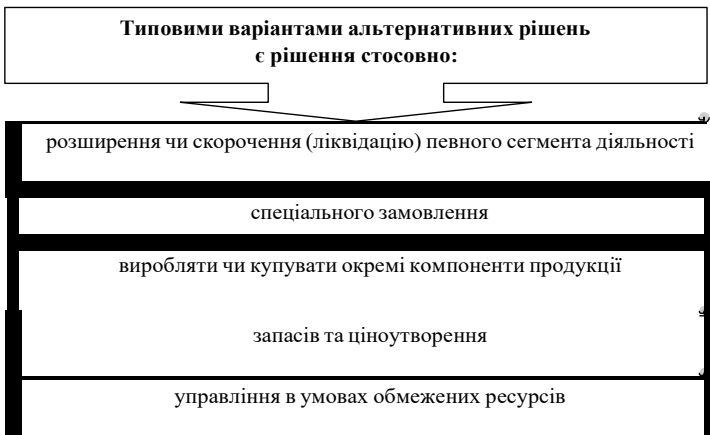 Типовими варіантами альтернативних рішень
є рішення стосовно:
розширення чи скорочення (ліквідацію) певного сегмента діяльності
спеціального замовлення
виробляти чи купувати окремі компоненти продукції
запасів та ціноутворення
управління в умовах обмежених ресурсів